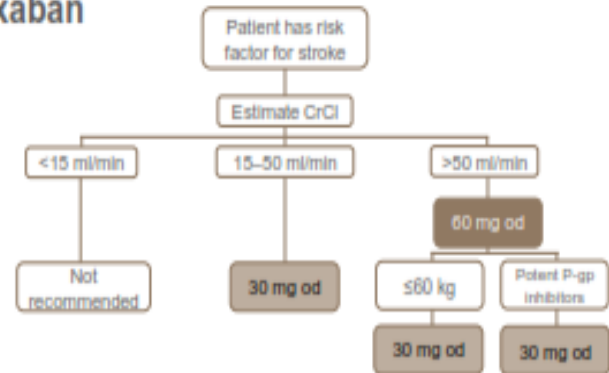 xaban
Patient has risk
factor for stroke
Estimate CrCl
<15 ml/min
15–50 ml/min
>50 ml/min
60 mg od
Not
recommended
30 mg od
≤60 kg
Potent P-gp
inhibitors
30 mg od
30 mg od